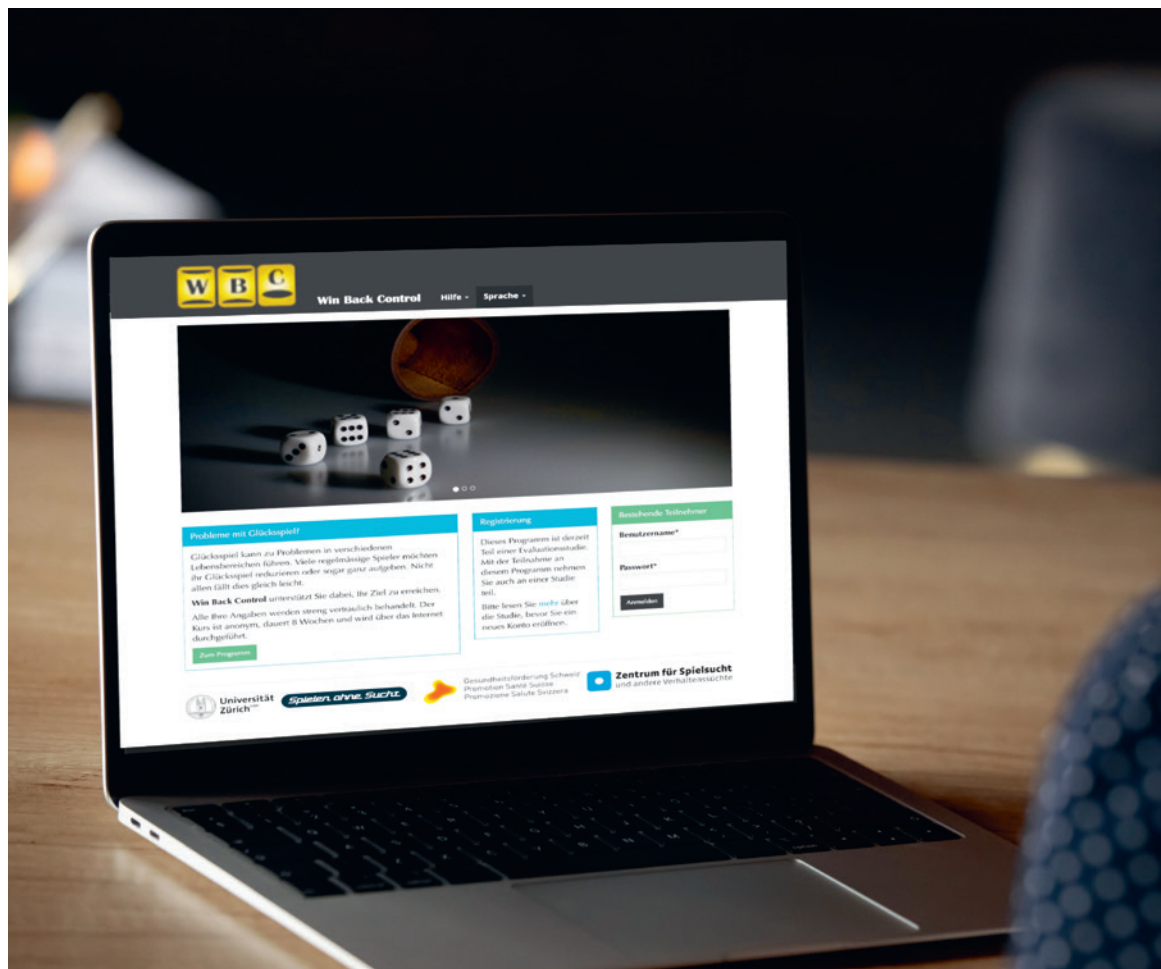 W B C
Win Back Control
Hilfe
Sprache
Probleme mit Glücksspiel?
Glücksspiel kann zu Problemen in verschiedenen
Lebensbereichen führen. Viele regelmässige Spieler möchten
ihr Glücksspiel reduzieren oder sogar ganz aufgeben. Nicht
allen fällt dies gleich leicht.
Win Back Control unterstützt Sie dabei, Ihr Ziel zu erreichen.
Alle Ihre Angaben werden streng vertraulich behandelt. Der
Kurs ist anonym, dauert 8 Wochen und wird über das Internet
durchgeführt.
Zum Programm
Registrierung
Dieses Programm ist derzeit
Teil einer Evaluationsstudie.
Mit der Teilnahme an
diesem Programm nehmen
Sie auch an einer Studie
teil.
Bitte lesen Sie mehr über
die Studie, bevor Sie ein
neues Konto eröffnen.
Bestehende Teilnehmer
Benutzername*
Passwort*
Anmelden
Universität
Zürich
Spielen ohne Sucht
Gesundheitsförderung Schweiz
Promotion Santé Suisse
Promozione Salute Svizzera
Zentrum für Spielsucht
und andere Verhaltenssüchte